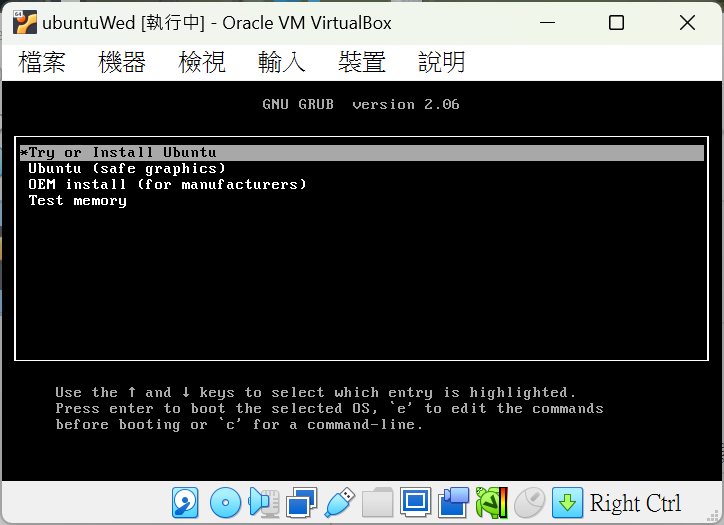 ubuntuWed [執行中] - Oracle VM VirtualBox
檔案 機器 檢視 輸入 裝置 說明
GNU GRUB version 2.06
*Try or Install Ubuntu
Ubuntu (safe graphics)
OEM install (for manufacturers)
Test memory
Use the ↑ and ↓ keys to select which entry is highlighted.
Press enter to boot the selected OS, `e' to edit the commands
before booting or `c' for a command-line.
Right Ctrl